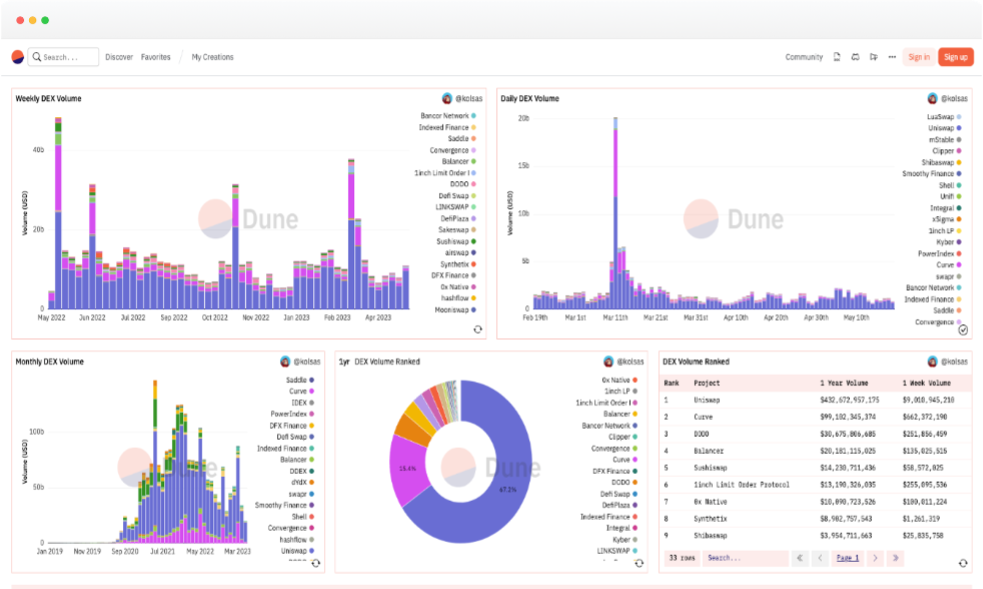 Search...
Discover
Favorites
My Creations
Community
Sign in
Sign up
Weekly DEX Volume
@kolsas
Volume (USD)
40b
20b
0
May 2022 Jun 2022 Jul 2022 Sep 2022 Oct 2022 Nov 2022 Jan 2023 Feb 2023 Apr 2023
Dune
Bancor Network
Indexed Finance
Saddle
Convergence
Balancer
1inch Limit Order
DODO
Defi Swap
LINKSWAP
DefiPlaza
Sakeswap
Sushiswap
airswap
Synthetix
DFX Finance
0x Native
hashflow
Mooniswap
Daily DEX Volume
@kolsas
Volume (USD)
20b
15b
10b
5b
0
Feb 19th Mar 1st Mar 11th Mar 21st Mar 31st Apr 10th Apr 20th Apr 30th May 10th
Dune
LuaSwap
Uniswap
mStable
Clipper
Shibaswap
Smoothy Finance
Shell
Unifi
Integral
xSigma
1inch LP
Kyber
PowerIndex
Curve
swapr
Bancor Network
Indexed Finance
Saddle
Convergence
Monthly DEX Volume
@kolsas
Volume (USD)
100b
50b
0
Jan 2019 Nov 2019 Sep 2020 Jul 2021 May 2022 Mar 2023
Saddle
Curve
IDEX
PowerIndex
DFX Finance
Defi Swap
Indexed Finance
Balancer
DDEX
dYdX
swapr
Smoothy Finance
Shell
Convergence
hashflow
Uniswap
1yr DEX Volume Ranked
@kolsas
67.2%
Dune
0x Native
1inch LP
1inch Limit Order
Balancer
Bancor Network
Clipper
Convergence
Curve
DFX Finance
DODO
Defi Swap
DefiPlaza
Indexed Finance
Integral
Kyber
LINKSWAP
DEX Volume Ranked
@kolsas
Rank Project 1 Year Volume 1 Week Volume
1 Uniswap $432,672,957,175 $9,010,945,210
2 Curve $99,102,345,374 $662,372,190
3 DODO $30,675,806,685 $251,856,459
4 Balancer $20,181,115,025 $135,025,515
5 Sushiswap $14,230,711,436 $58,572,025
6 1inch Limit Order Protocol $13,198,326,035 $255,095,536
7 0x Native $10,098,723,526 $100,011,224
8 Synthetix $8,902,757,543 $1,261,319
9 Shibaswap $3,954,711,663 $25,835,758
33 rows
Search...
Page 1